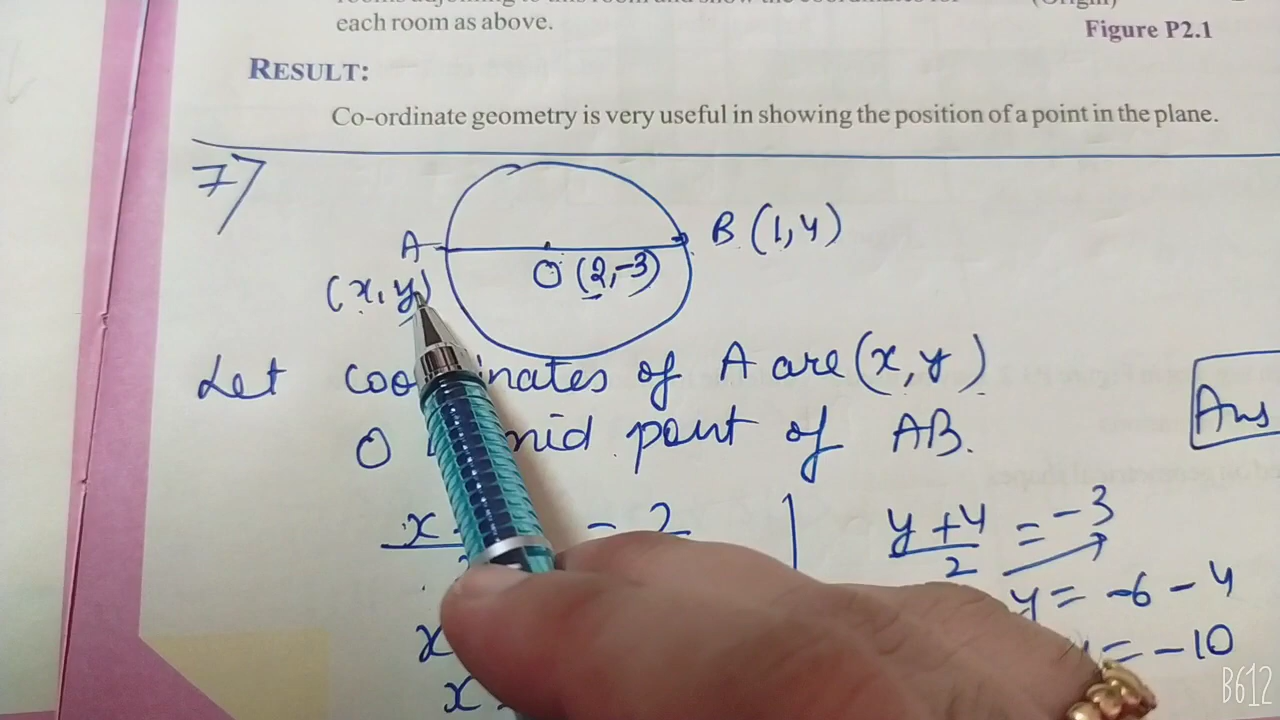 each room as above.
Figure P2.1
RESULT:
Co-ordinate geometry is very useful in showing the position of a point in the plane.
7)
A
B (1,4)
O (2,-3)
(x, y)
Let coordinates of A are (x, y)
O mid point of AB.
Ans
x = 2
y + 4 / 2 = -3
y = -6 - 4
= -10
x
x
B612